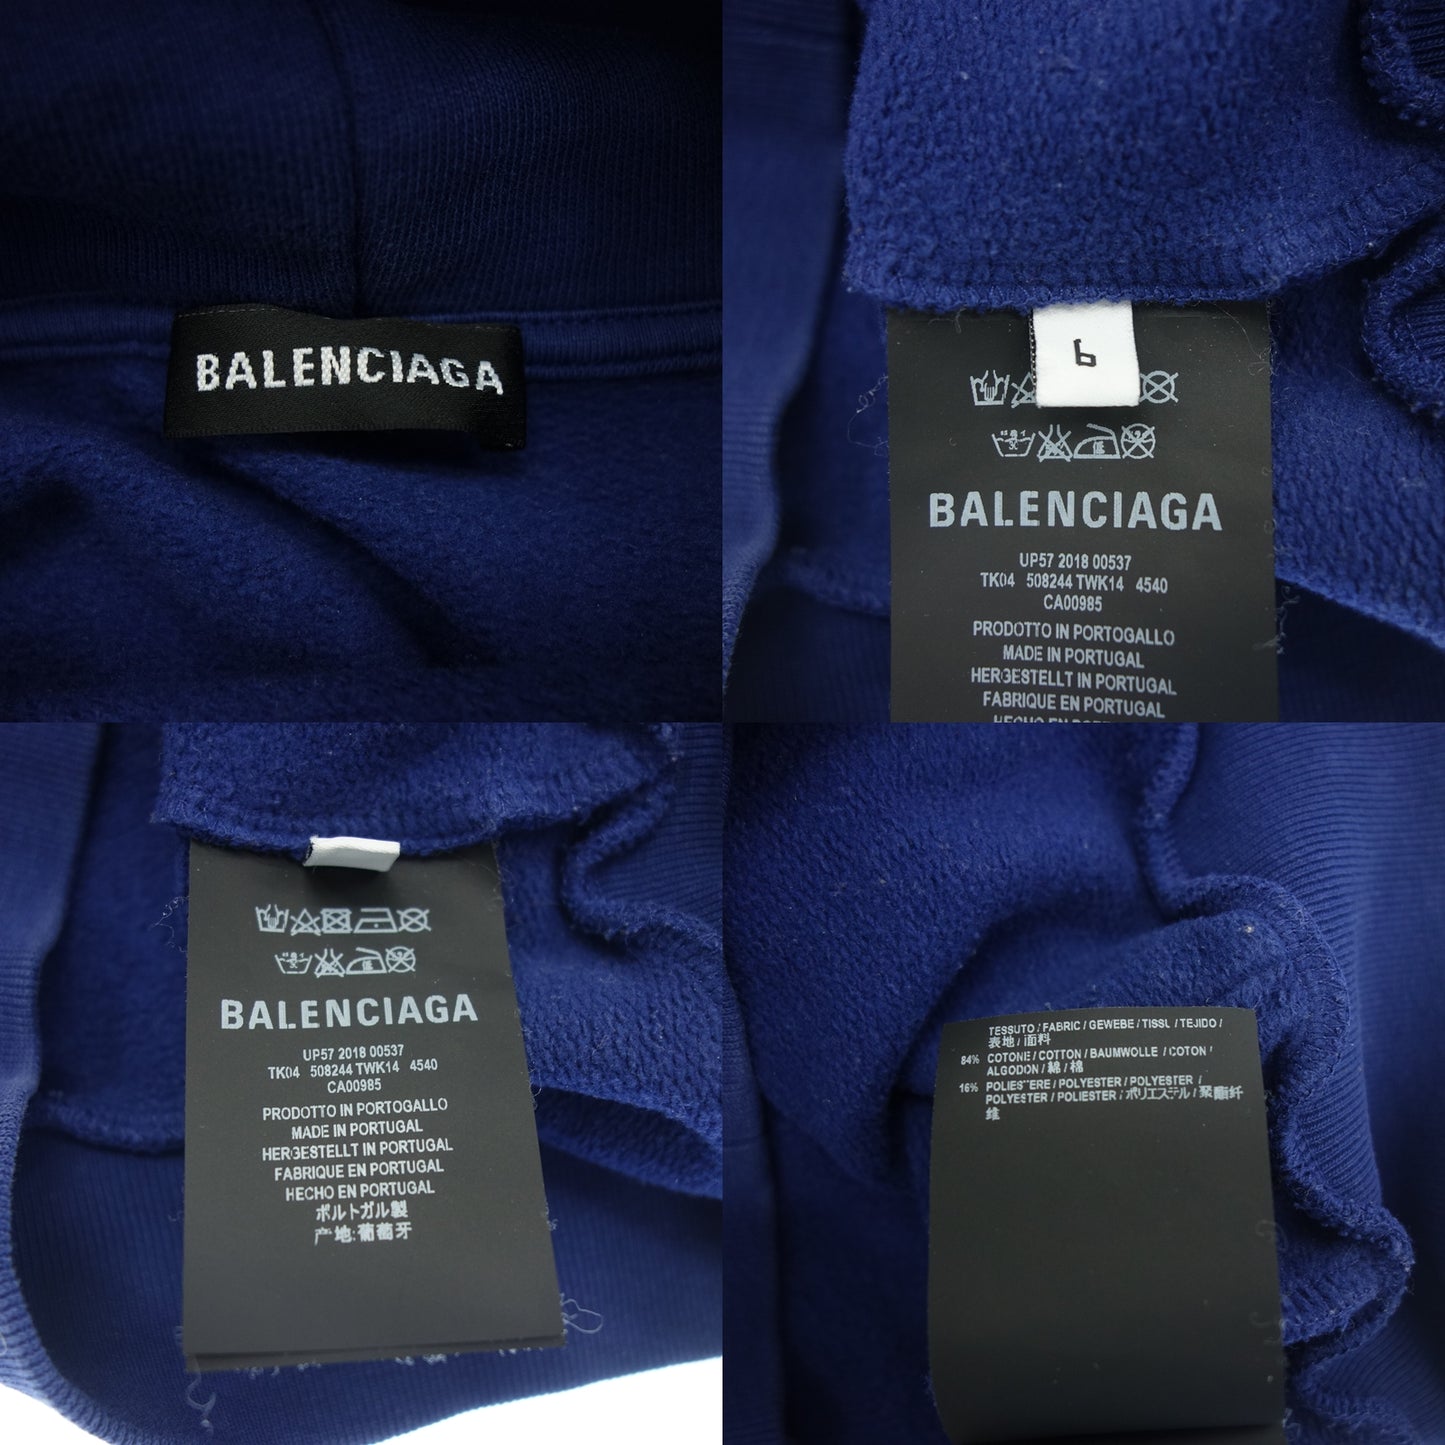 BALENCIAGA
6
BALENCIAGA
UP57 2018 00537
TK04 508244 TWK14 4540
CA00985
PRODOTTO IN PORTOGALLO
MADE IN PORTUGAL
HERGESTELLT IN PORTUGAL
FABRIQUE EN PORTUGAL
HECHO EN PORTUGAL
BALENCIAGA
UP57 2018 00537
TK04 508244 TWK14 4540
CA00985
PRODOTTO IN PORTOGALLO
MADE IN PORTUGAL
HERGESTELLT IN PORTUGAL
FABRIQUE EN PORTUGAL
HECHO EN PORTUGAL
ポルトガル製
产地:葡萄牙
TESSUTO / FABRIC / GEWEBE / TISSU / TEJIDO /
表地 / 面料
84% COTONE / COTTON / BAUMWOLLE / COTON /
ALGODON / 綿 / 棉
16% POLIESTERE / POLYESTER / POLYESTER /
POLYESTER / POLIESTER / ポリエステル / 聚酯纤
维